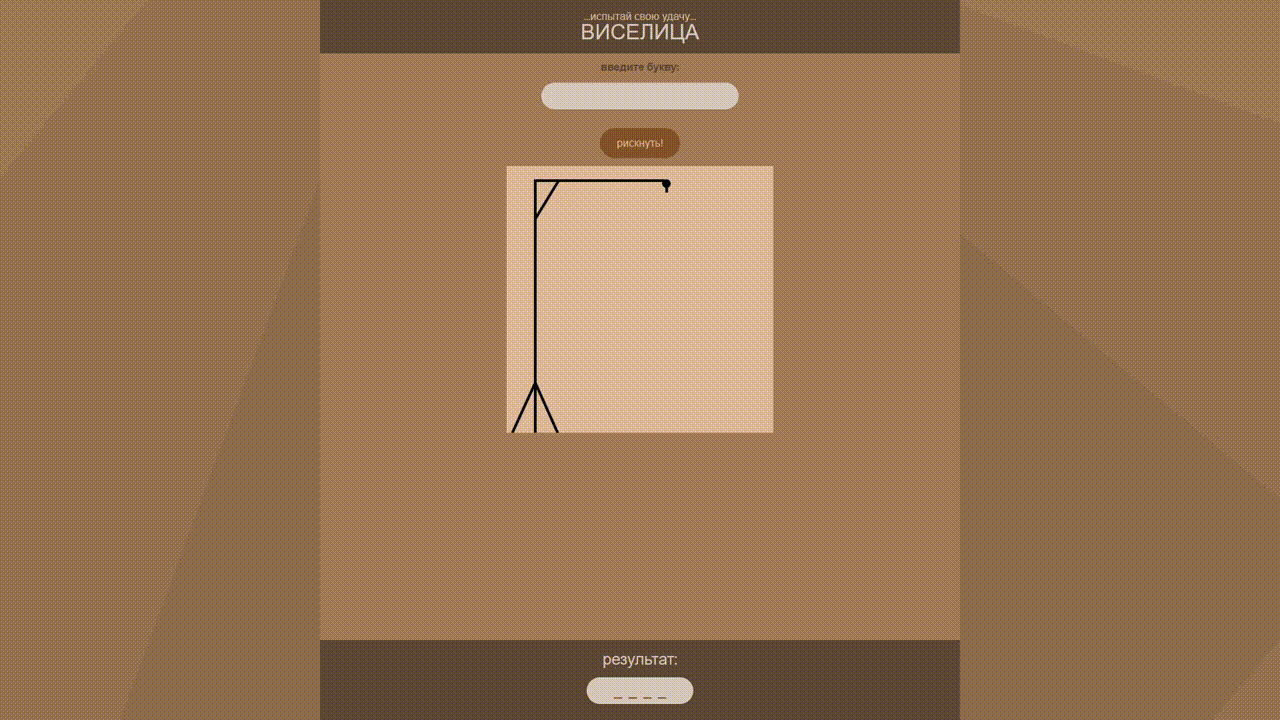 ...испытай свою удачу...
ВИСЕЛИЦА
введите букву:
рискнуть!
результат:
_ _ _ _